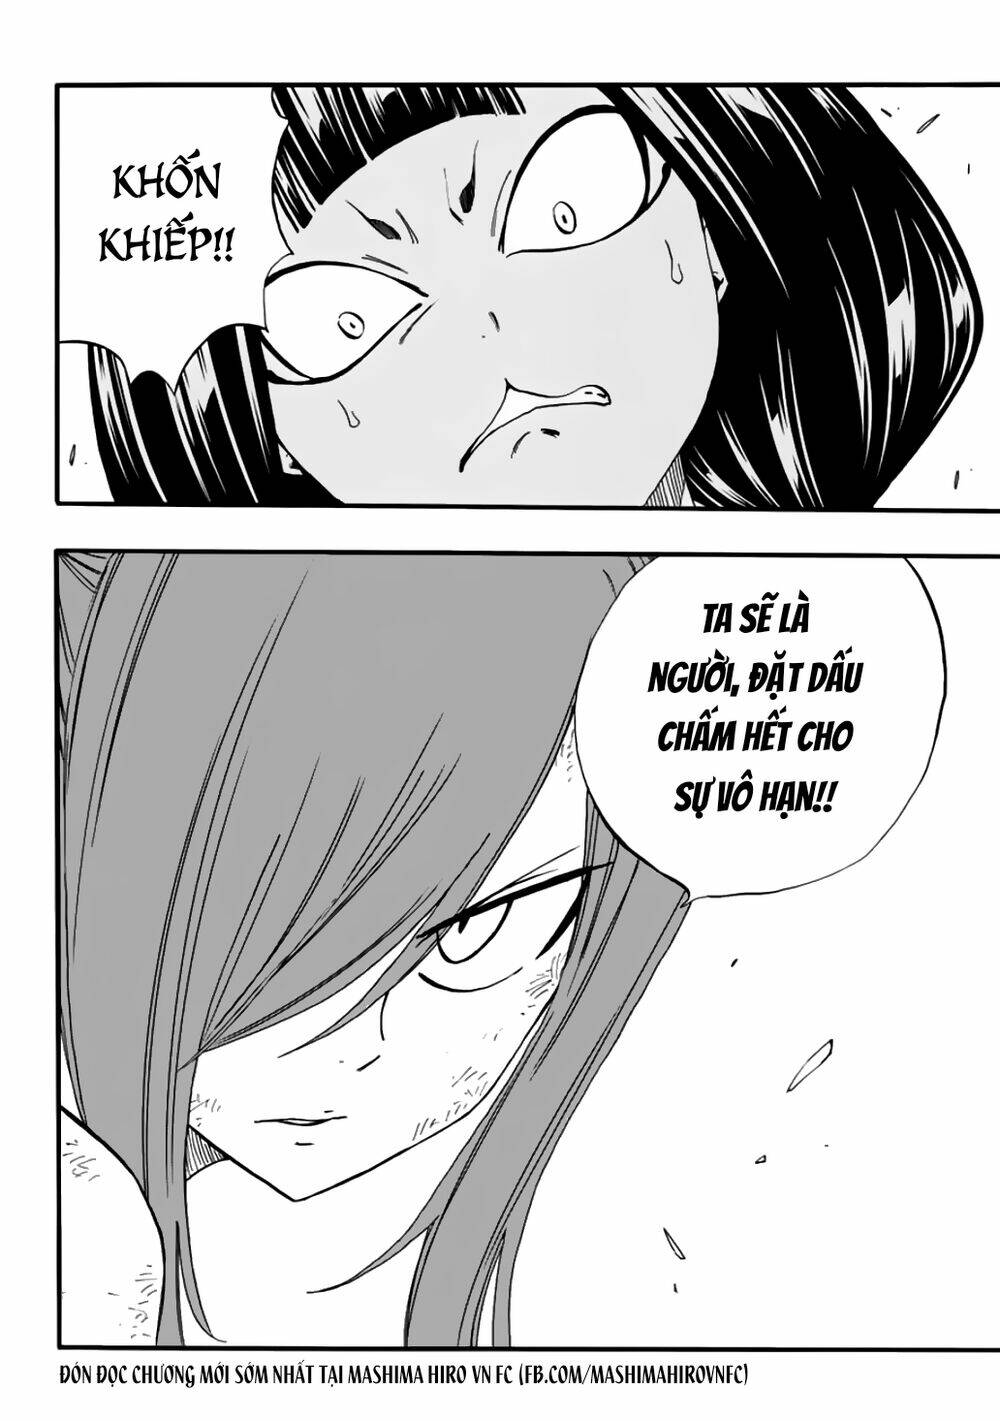 KHỐN
KHIẾP!!
TA SẼ LÀ
NGƯỜI, ĐẶT DẤU
CHẤM HẾT CHO
SỰ VÔ HẠN!!
ĐÓN ĐỌC CHƯƠNG MỚI SỚM NHẤT TẠI MASHIMA HIRO VN FC (FB.COM/MASHIMAHIROVNFC)